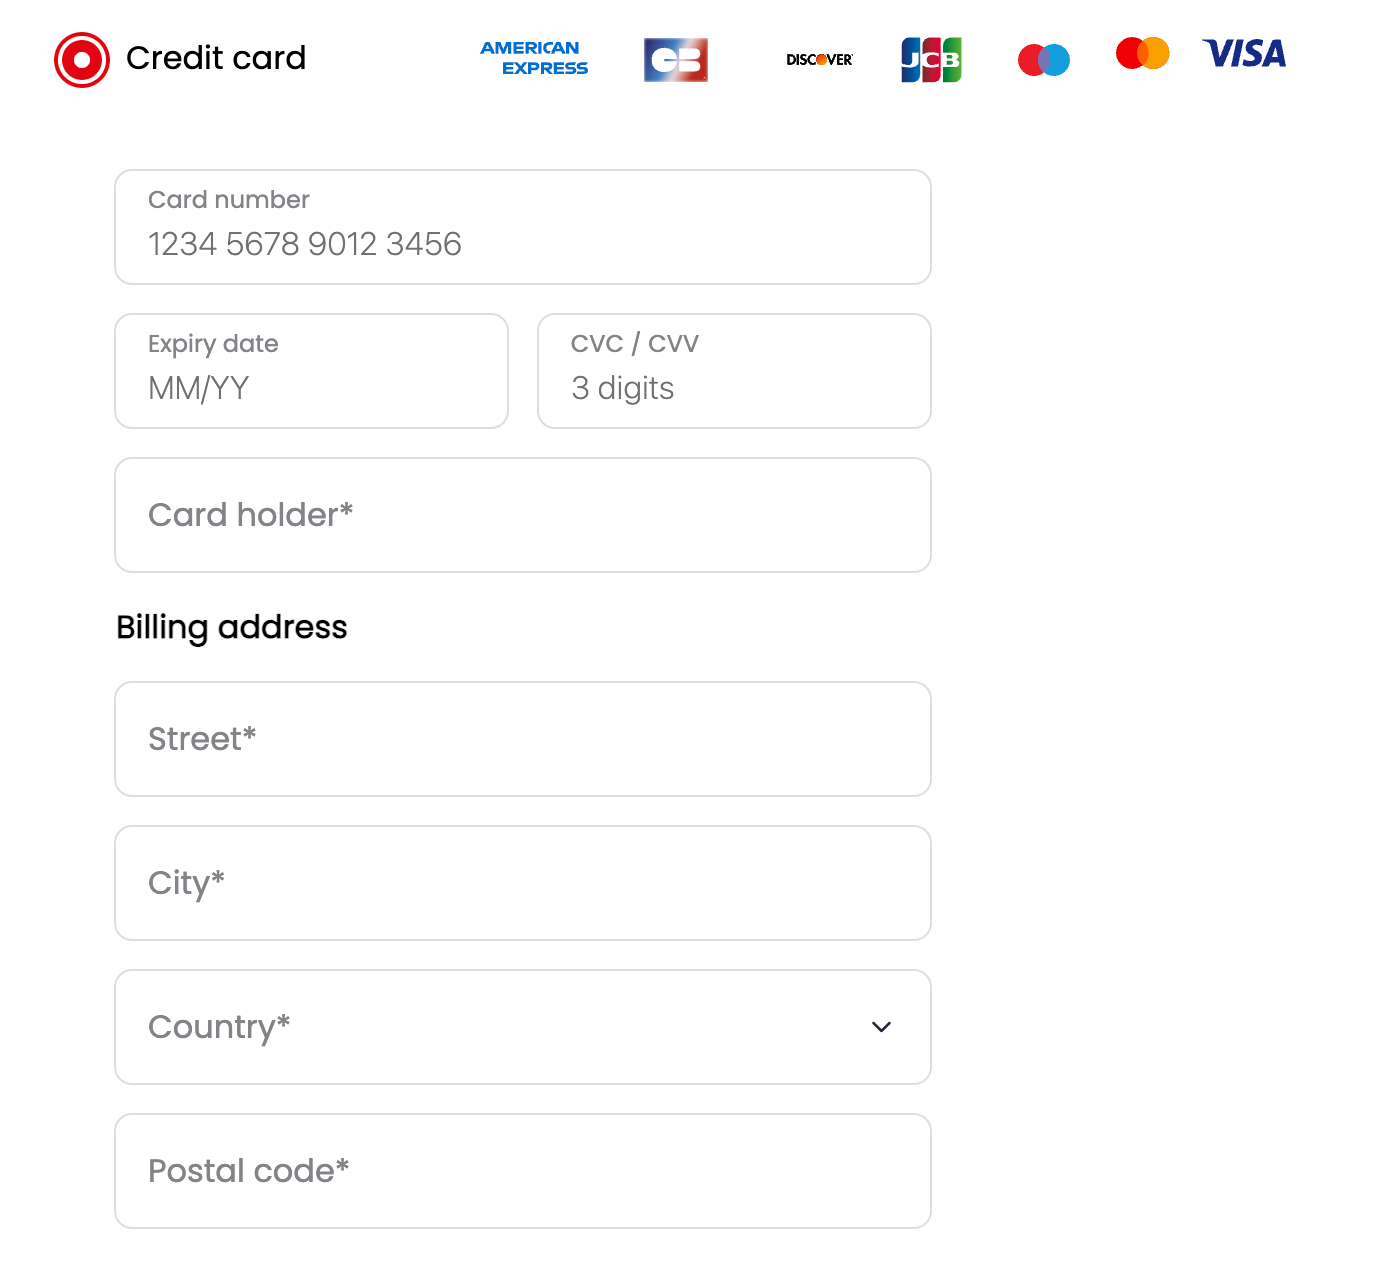 Credit card
AMERICAN
EXPRESS
CB
DISCOVER
JCB
VISA
Card number
1234 5678 9012 3456
Expiry date
MM/YY
CVC / CVV
3 digits
Card holder*
Billing address
Street*
City*
Country*
Postal code*